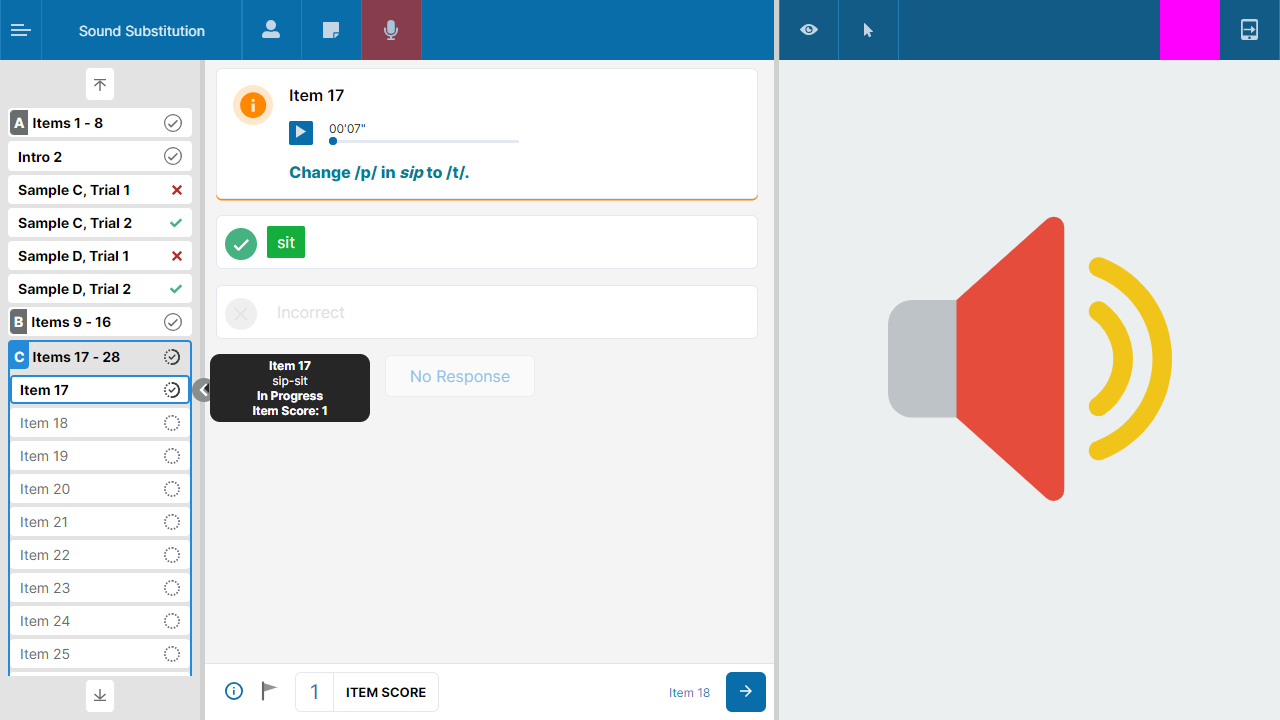 Sound Substitution
A Items 1 - 8
Intro 2
Sample C, Trial 1
Sample C, Trial 2
Sample D, Trial 1
Sample D, Trial 2
B Items 9 - 16
C Items 17 - 28
Item 17
Item 18
Item 19
Item 20
Item 21
Item 22
Item 23
Item 24
Item 25
Item 17
00'07"
Change /p/ in sip to /t/.
sit
Incorrect
Item 17
sip-sit
In Progress
Item Score: 1
No Response
1 ITEM SCORE
Item 18